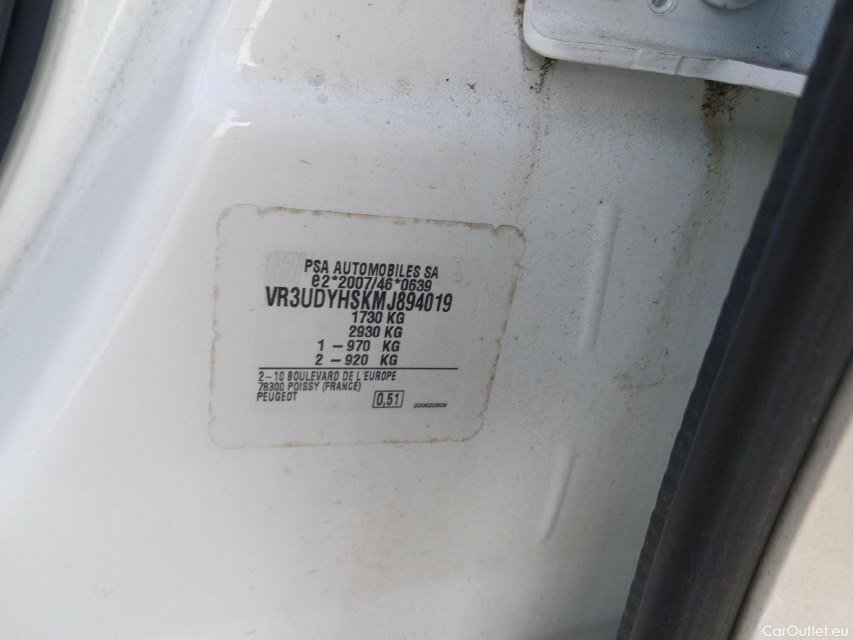 PSA AUTOMOBILES SA
e2*2007/46*0639
VR3UDYHSKMJ894019
1730 KG
2930 KG
1 – 970 KG
2 – 920 KG
2 – 10 BOULEVARD DE L'EUROPE
78300 POISSY (FRANCE)
PEUGEOT
0,51
CarOutlet.eu